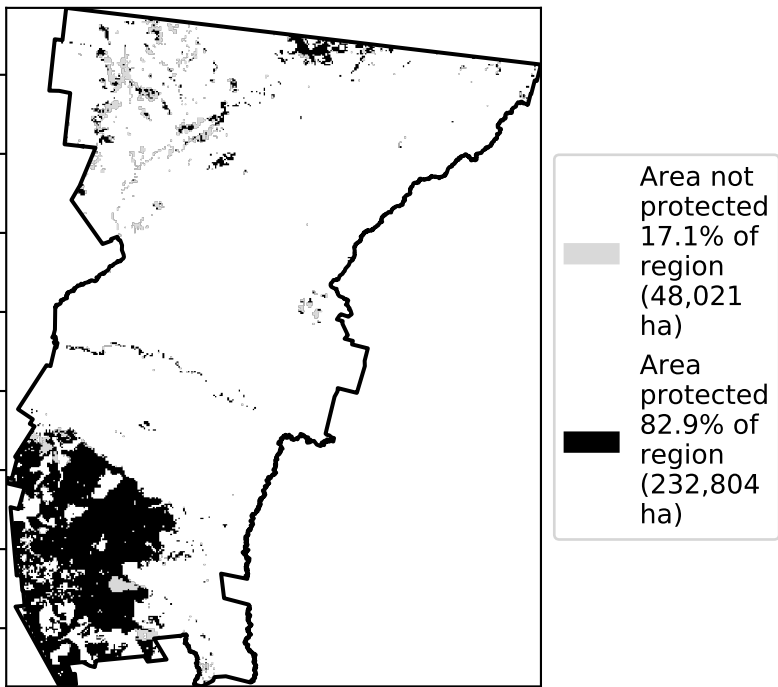 Area not
protected
17.1% of
region
(48,021
ha)
Area
protected
82.9% of
region
(232,804
ha)